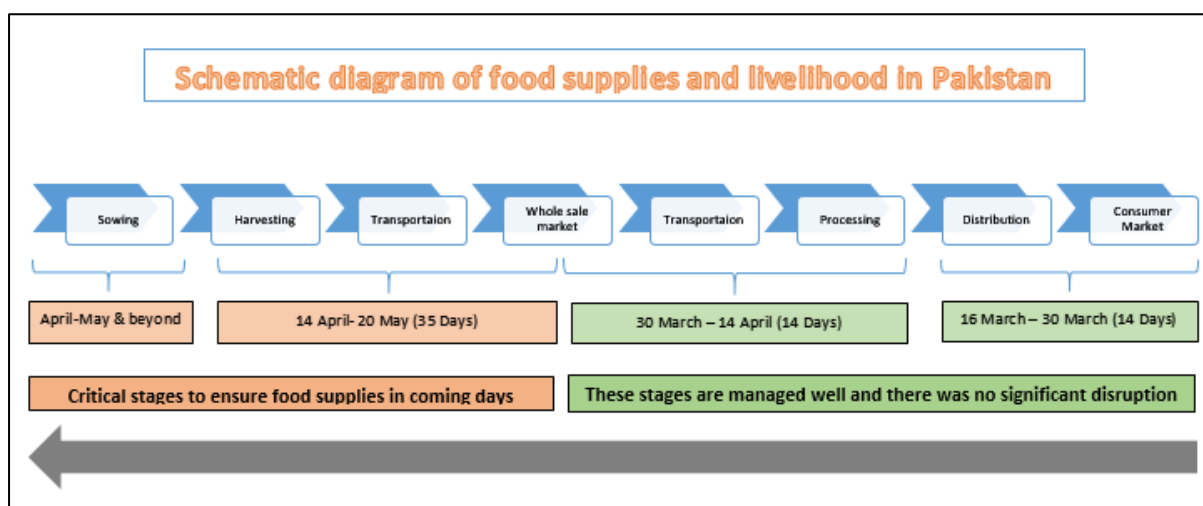 Schematic diagram of food supplies and livelihood in Pakistan
Sowing
Harvesting
Transportaion
Whole sale
market
Transportaion
Processing
Distribution
Consumer
Market
April-May & beyond
14 April- 20 May (35 Days)
30 March – 14 April (14 Days)
16 March – 30 March (14 Days)
Critical stages to ensure food supplies in coming days
These stages are managed well and there was no significant disruption